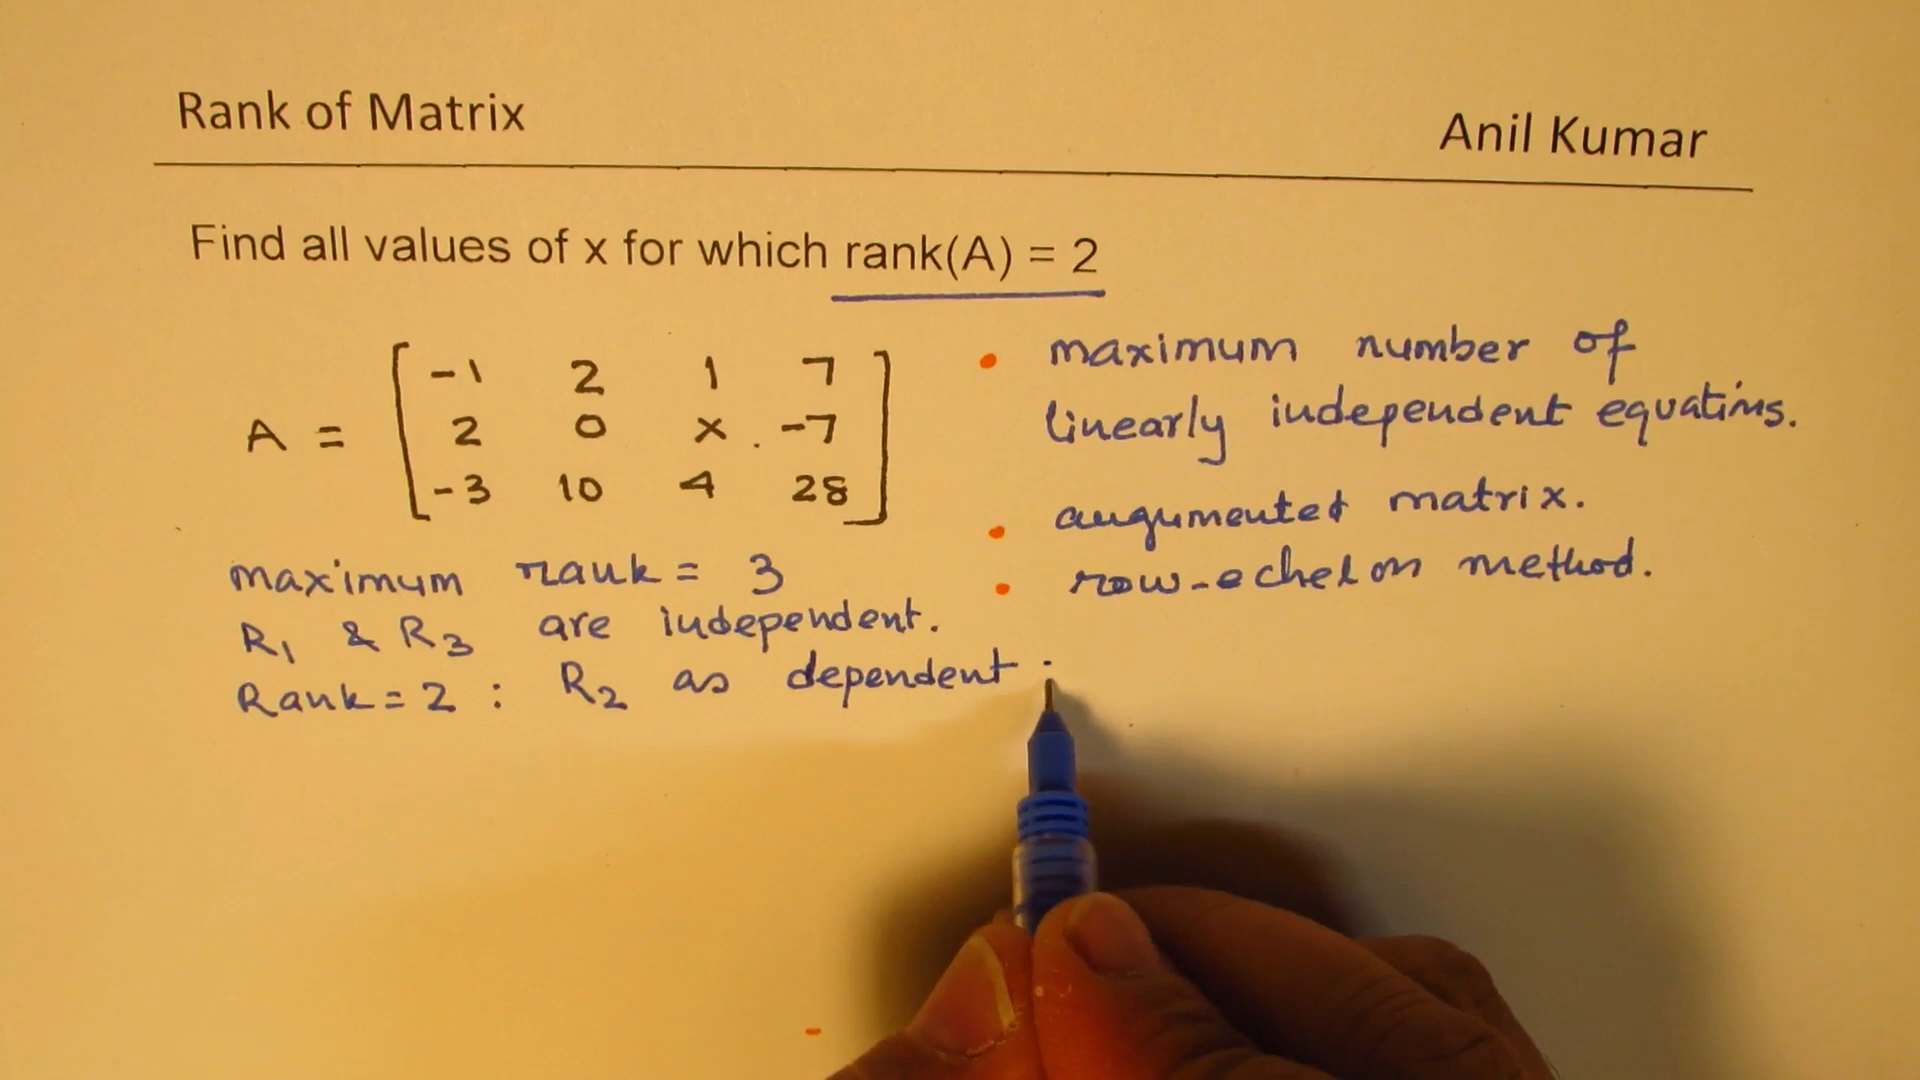 Rank of Matrix
Anil Kumar
Find all values of x for which rank(A) = 2
A = [ -1 2 1 7
2 0 x . -7
-3 10 4 28 ]
• maximum number of
linearly independent equations.
• augumented matrix.
• row-echelon method.
maximum rank = 3
R1 & R3 are independent.
Rank = 2 : R2 as dependent :